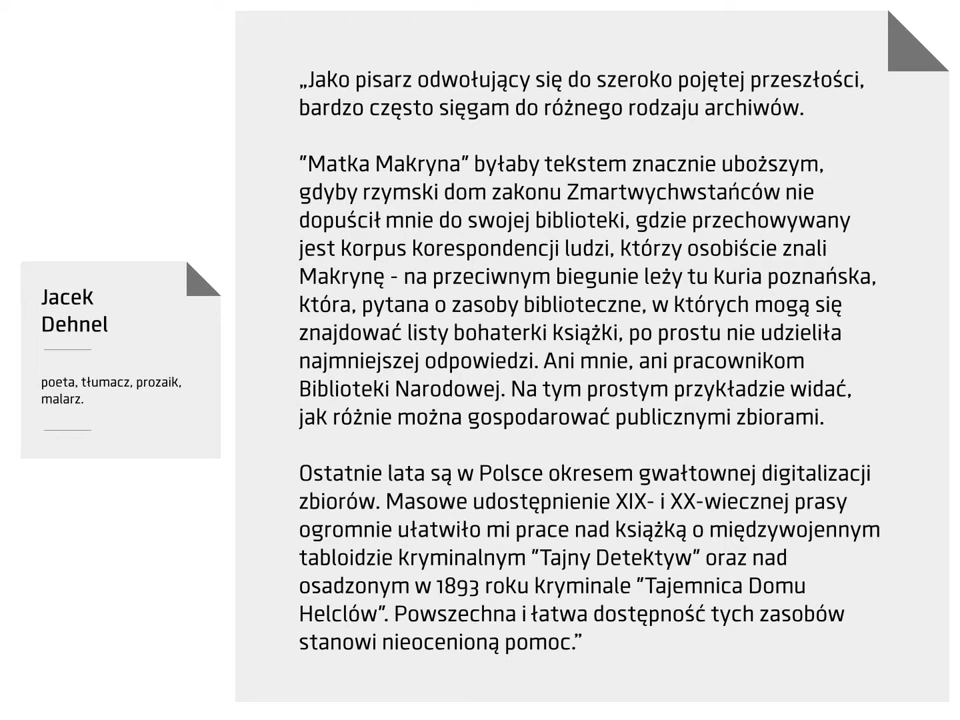 Jacek
Dehnel
poeta, tłumacz, prozaik,
malarz.
„Jako pisarz odwołujący się do szeroko pojętej przeszłości,
bardzo często sięgam do różnego rodzaju archiwów.
"Matka Makryna" byłaby tekstem znacznie uboższym,
gdyby rzymski dom zakonu Zmartwychwstańców nie
dopuścił mnie do swojej biblioteki, gdzie przechowywany
jest korpus korespondencji ludzi, którzy osobiście znali
Makrynę - na przeciwnym biegunie leży tu kuria poznańska,
która, pytana o zasoby biblioteczne, w których mogą się
znajdować listy bohaterki książki, po prostu nie udzieliła
najmniejszej odpowiedzi. Ani mnie, ani pracownikom
Biblioteki Narodowej. Na tym prostym przykładzie widać,
jak różnie można gospodarować publicznymi zbiorami.
Ostatnie lata są w Polsce okresem gwałtownej digitalizacji
zbiorów. Masowe udostępnienie XIX- i XX-wiecznej prasy
ogromnie ułatwiło mi prace nad książką o międzywojennym
tabloidzie kryminalnym "Tajny Detektyw" oraz nad
osadzonym w 1893 roku kryminale "Tajemnica Domu
Helclów". Powszechna i łatwa dostępność tych zasobów
stanowi nieocenioną pomoc.”